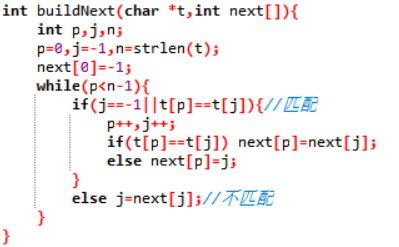 int buildNext(char *t,int next[]){
    int p,j,n;
    p=0,j=-1,n=strlen(t);
    next[0]=-1;
    while(p<n-1){
        if(j==-1||t[p]==t[j]){//匹配
            p++,j++;
            if(t[p]==t[j]) next[p]=next[j];
            else next[p]=j;
        }
        else j=next[j];//不匹配
    }
}